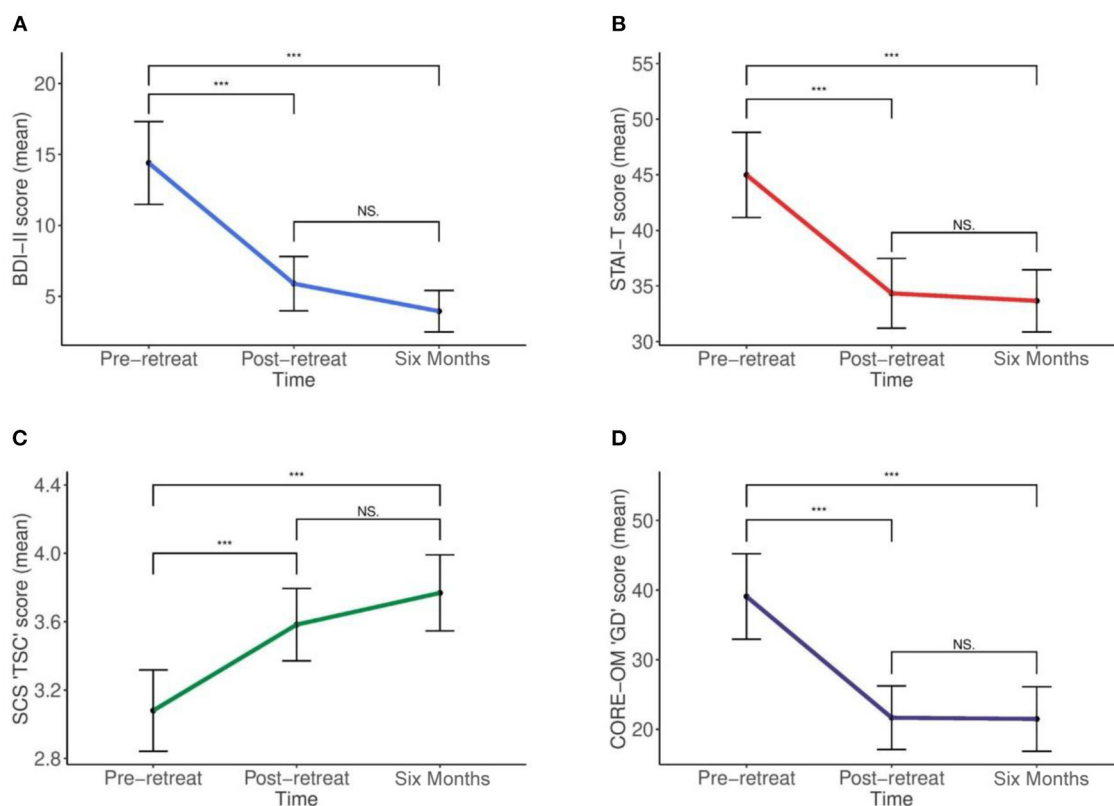 A
BDI−II score (mean)
20
15
10
5
***
***
NS.
Pre−retreat Post−retreat Six Months
Time
B
STAI−T score (mean)
55
50
45
40
35
30
***
***
NS.
Pre−retreat Post−retreat Six Months
Time
C
SCS 'TSC' score (mean)
4.4
4.0
3.6
3.2
2.8
***
NS.
***
Pre−retreat Post−retreat Six Months
Time
D
CORE−OM 'GD' score (mean)
50
40
30
20
***
***
NS.
Pre−retreat Post−retreat Six Months
Time